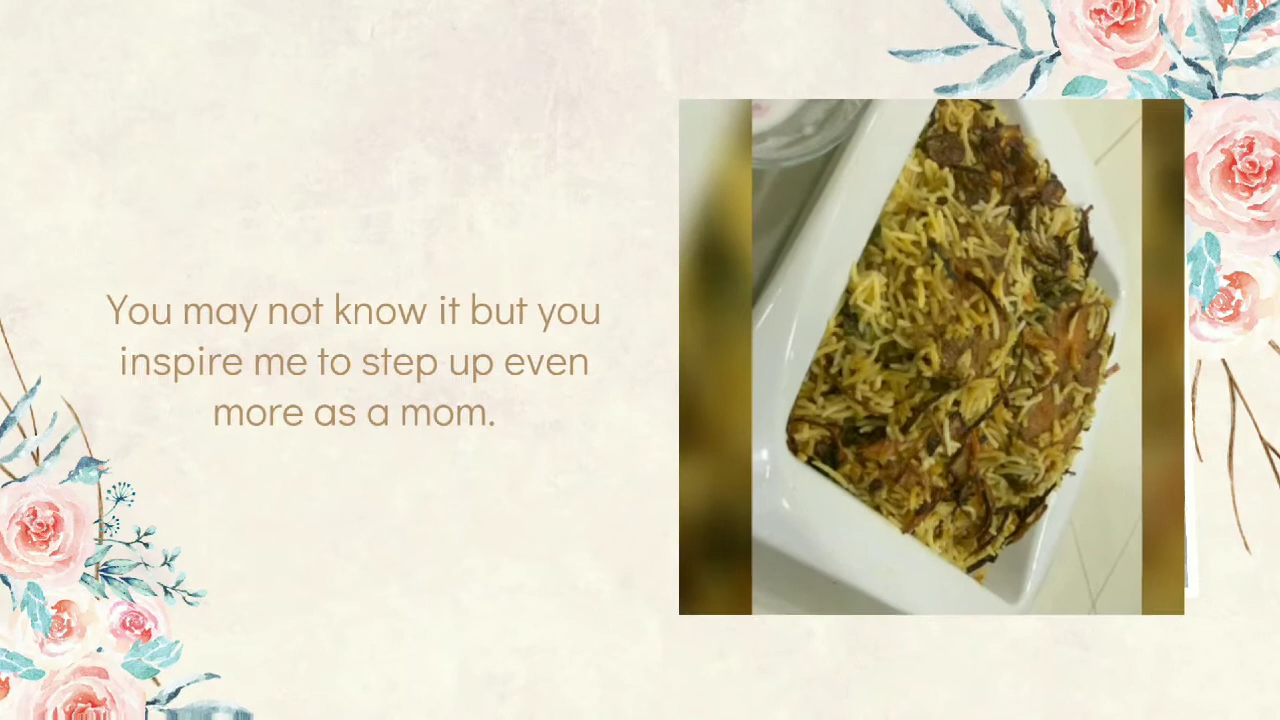 You may not know it but you
inspire me to step up even
more as a mom.